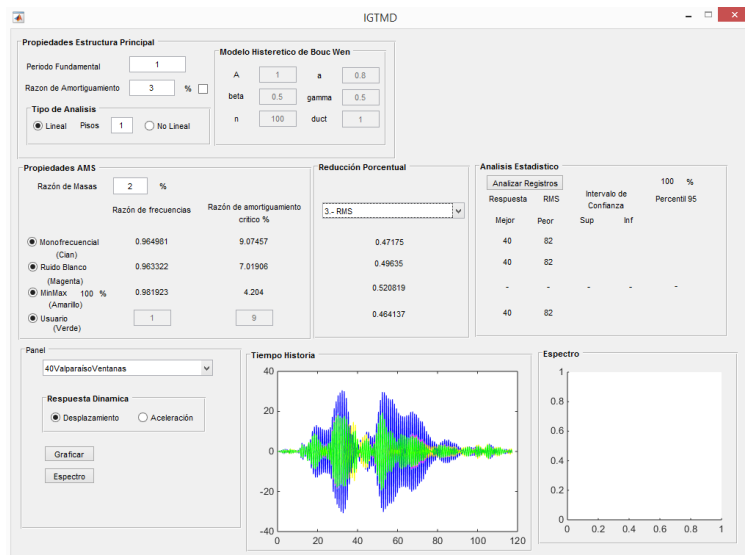 IGTMD
Propiedades Estructura Principal
Periodo Fundamental 1
Razon de Amortiguamiento 3 %
Tipo de Analisis
Lineal Pisos 1 No Lineal
Modelo Histeretico de Bouc Wen
A 1 a 0.8
beta 0.5 gamma 0.5
n 100 duct 1
Propiedades AMS
Razón de Masas 2 %
Razón de frecuencias Razón de amortiguamiento
critico %
Monofrecuencial 0.964981 9.07457
(Cian)
Ruido Blanco 0.963322 7.01906
(Magenta)
MinMax 100 % 0.981923 4.204
(Amarillo)
Usuario 1 9
(Verde)
Reducción Porcentual
3.- RMS
0.47175
0.49635
0.520819
0.464137
Analisis Estadistico
Analizar Registros 100 %
Respuesta RMS Intervalo de
Confianza Percentil 95
Mejor Peor Sup Inf
40 82
40 82
- - - - -
40 82
Panel
40ValparaísoVentanas
Respuesta Dinamica
Desplazamiento Aceleración
Graficar
Espectro
Tiempo Historia
40
20
0
-20
-40
0 20 40 60 80 100 120
Espectro
1
0.8
0.6
0.4
0.2
0
0 0.2 0.4 0.6 0.8 1